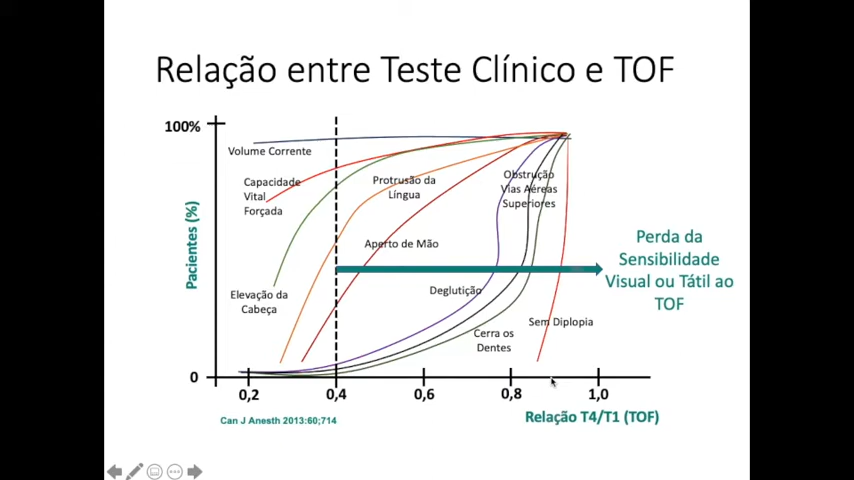 Relação entre Teste Clínico e TOF
100%
Volume Corrente
Capacidade
Vital
Forçada
Protrusão da
Língua
Obstrução
Vias Aéreas
Superiores
Pacientes (%)
Aperto de Mão
Perda da
Sensibilidade
Visual ou Tátil ao
TOF
Elevação da
Cabeça
Deglutição
Sem Diplopia
Cerra os
Dentes
0
0,2
0,4
0,6
0,8
1,0
Can J Anesth 2013:60;714
Relação T4/T1 (TOF)